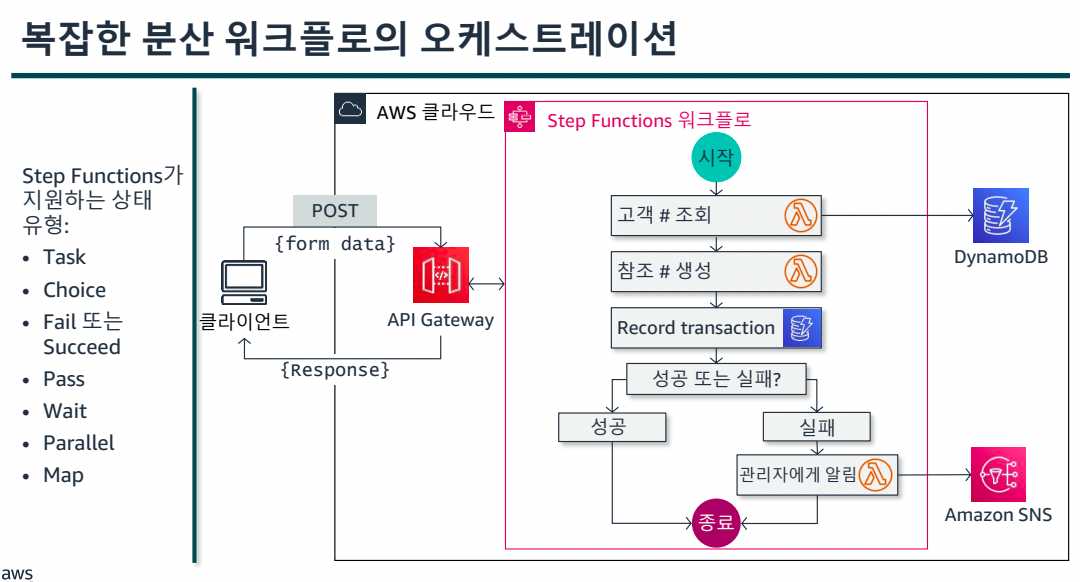 복잡한 분산 워크플로의 오케스트레이션
Step Functions가
지원하는 상태
유형:
• Task
• Choice
• Fail 또는
Succeed
• Pass
• Wait
• Parallel
• Map
AWS 클라우드
Step Functions 워크플로
시작
POST
{form data}
클라이언트
API Gateway
{Response}
고객 # 조회
DynamoDB
참조 # 생성
Record transaction
성공 또는 실패?
성공
실패
관리자에게 알림
Amazon SNS
종료
aws